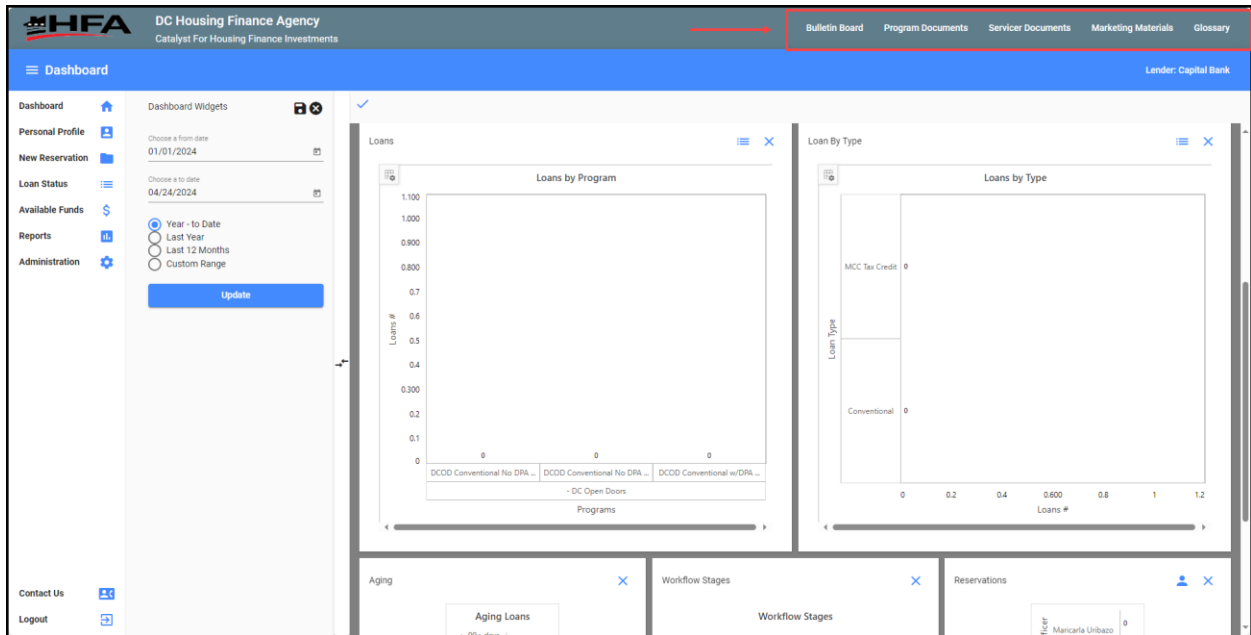 HFA
DC Housing Finance Agency
Catalyst For Housing Finance Investments
Bulletin Board
Program Documents
Servicer Documents
Marketing Materials
Glossary
Dashboard
Lender: Capital Bank
Dashboard
Personal Profile
New Reservation
Loan Status
Available Funds
Reports
Administration
Contact Us
Logout
Dashboard Widgets
Choose a from date
01/01/2024
Choose a to date
04/24/2024
Year - to Date
Last Year
Last 12 Months
Custom Range
Update
Loans
Loans by Program
1.100
1.000
0.900
0.800
0.7
0.6
0.5
0.4
0.300
0.2
0.1
0
Loans #
0
0
0
DCOD Conventional No DPA ...
DCOD Conventional No DPA ...
DCOD Conventional w/DPA ...
- DC Open Doors
Programs
Loan By Type
Loans by Type
Loan Type
MCC Tax Credit
0
Conventional
0
0
0.2
0.4
0.600
0.8
1
1.2
Loans #
Aging
Aging Loans
Workflow Stages
Workflow Stages
Reservations
Maricarla Uribazo
0